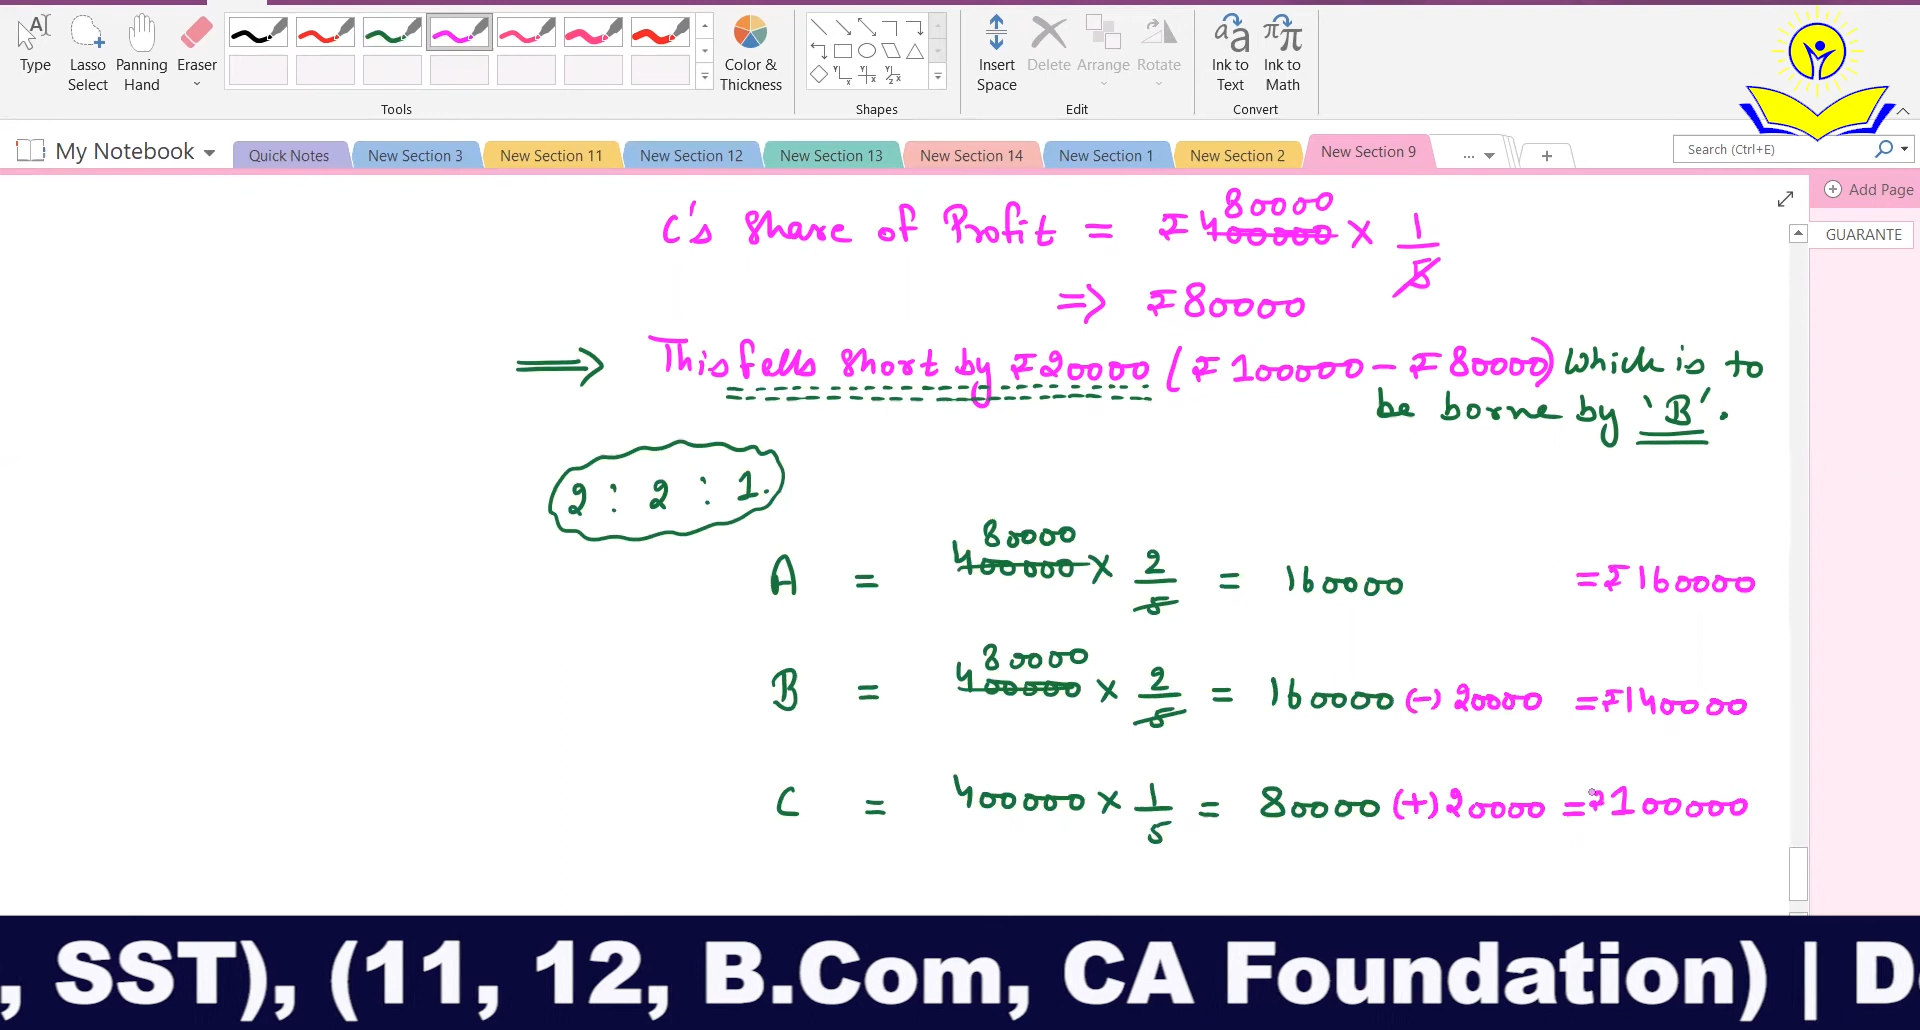 Type
Lasso Select
Panning Hand
Eraser
Color & Thickness
Insert Space
Delete
Arrange
Rotate
Ink to Text
Ink to Math
Tools
Shapes
Edit
Convert
My Notebook
Quick Notes
New Section 3
New Section 11
New Section 12
New Section 13
New Section 14
New Section 1
New Section 2
New Section 9
...
Search (Ctrl+E)
Add Page
GUARANTE
80000
C's Share of Profit = ₹400000 × 1/5
=> ₹80000
This fells short by ₹20000 (₹100000 - ₹80000) which is to
be borne by 'B'.
2 : 2 : 1.
80000
A = 400000 × 2/5 = 160000 = ₹160000
80000
B = 400000 × 2/5 = 160000 (-) 20000 = ₹140000
C = 400000 × 1/5 = 80000 (+) 20000 = ₹100000
, SST), (11, 12, B.Com, CA Foundation) | D